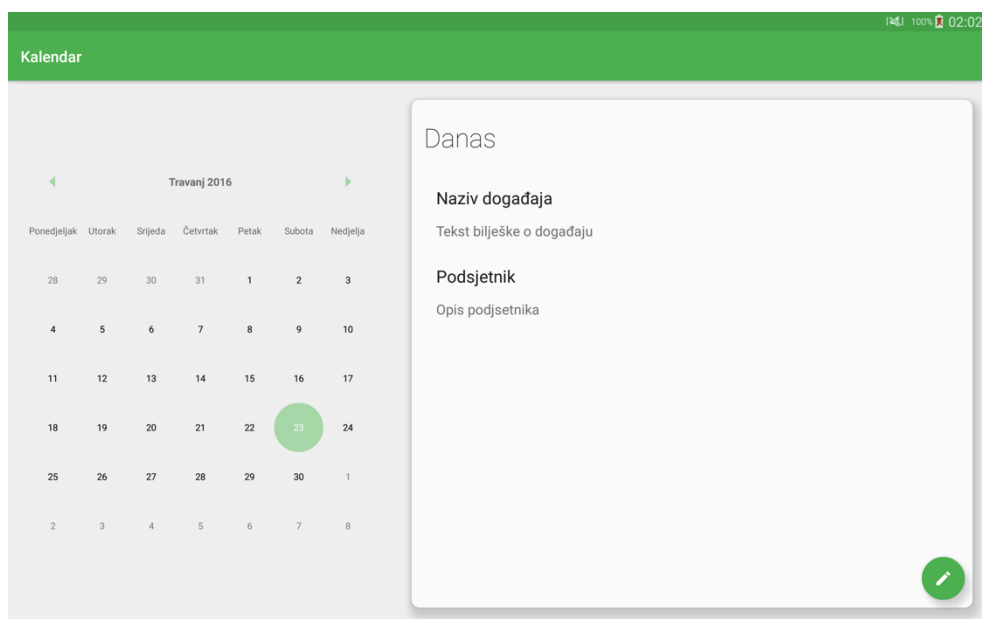 100% 02:02
Kalendar
Travanj 2016
Ponedjeljak Utorak Srijeda Četvrtak Petak Subota Nedjelja
28 29 30 31 1 2 3
4 5 6 7 8 9 10
11 12 13 14 15 16 17
18 19 20 21 22 23 24
25 26 27 28 29 30 1
2 3 4 5 6 7 8
Danas
Naziv događaja
Tekst bilješke o događaju
Podsjetnik
Opis podjsetnika